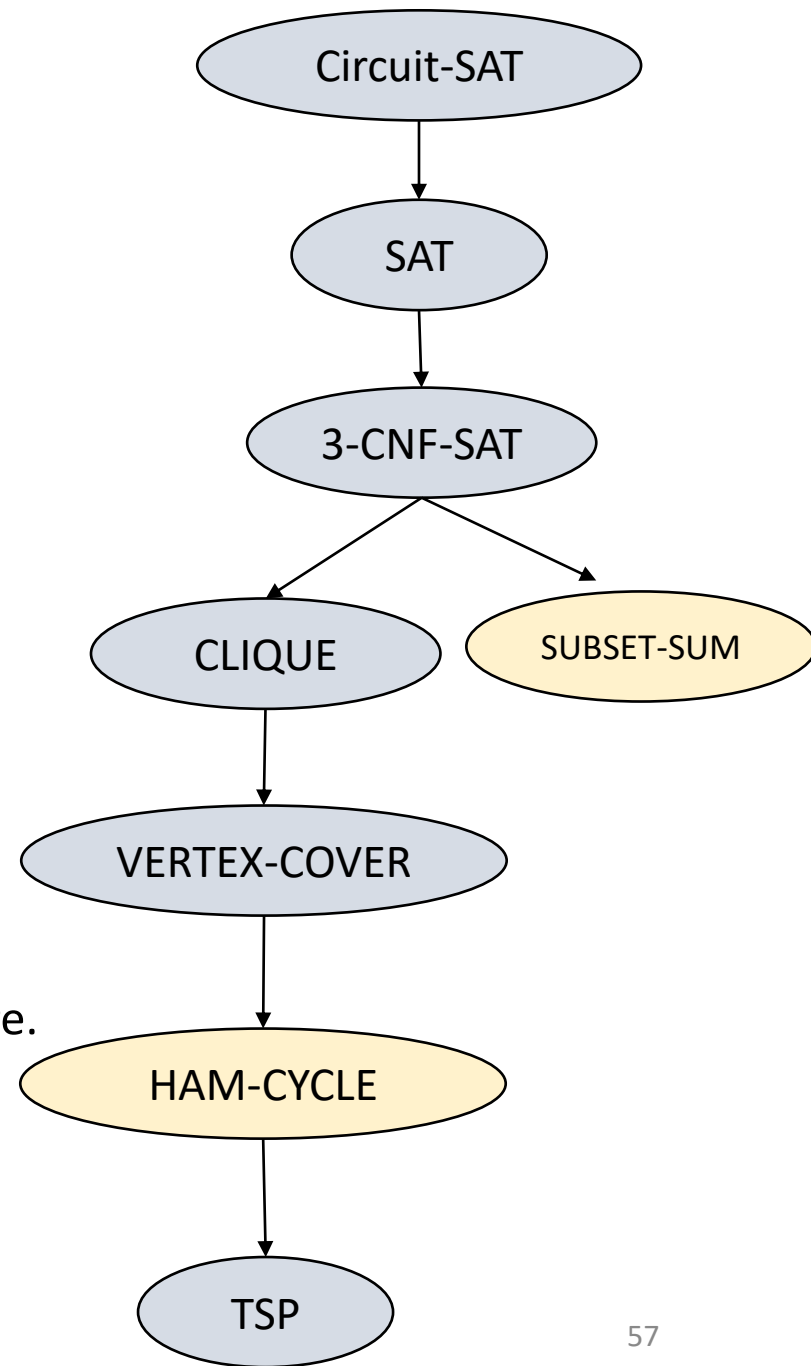 Circuit-SAT
SAT
3-CNF-SAT
CLIQUE
SUBSET-SUM
VERTEX-COVER
e.
HAM-CYCLE
TSP
57